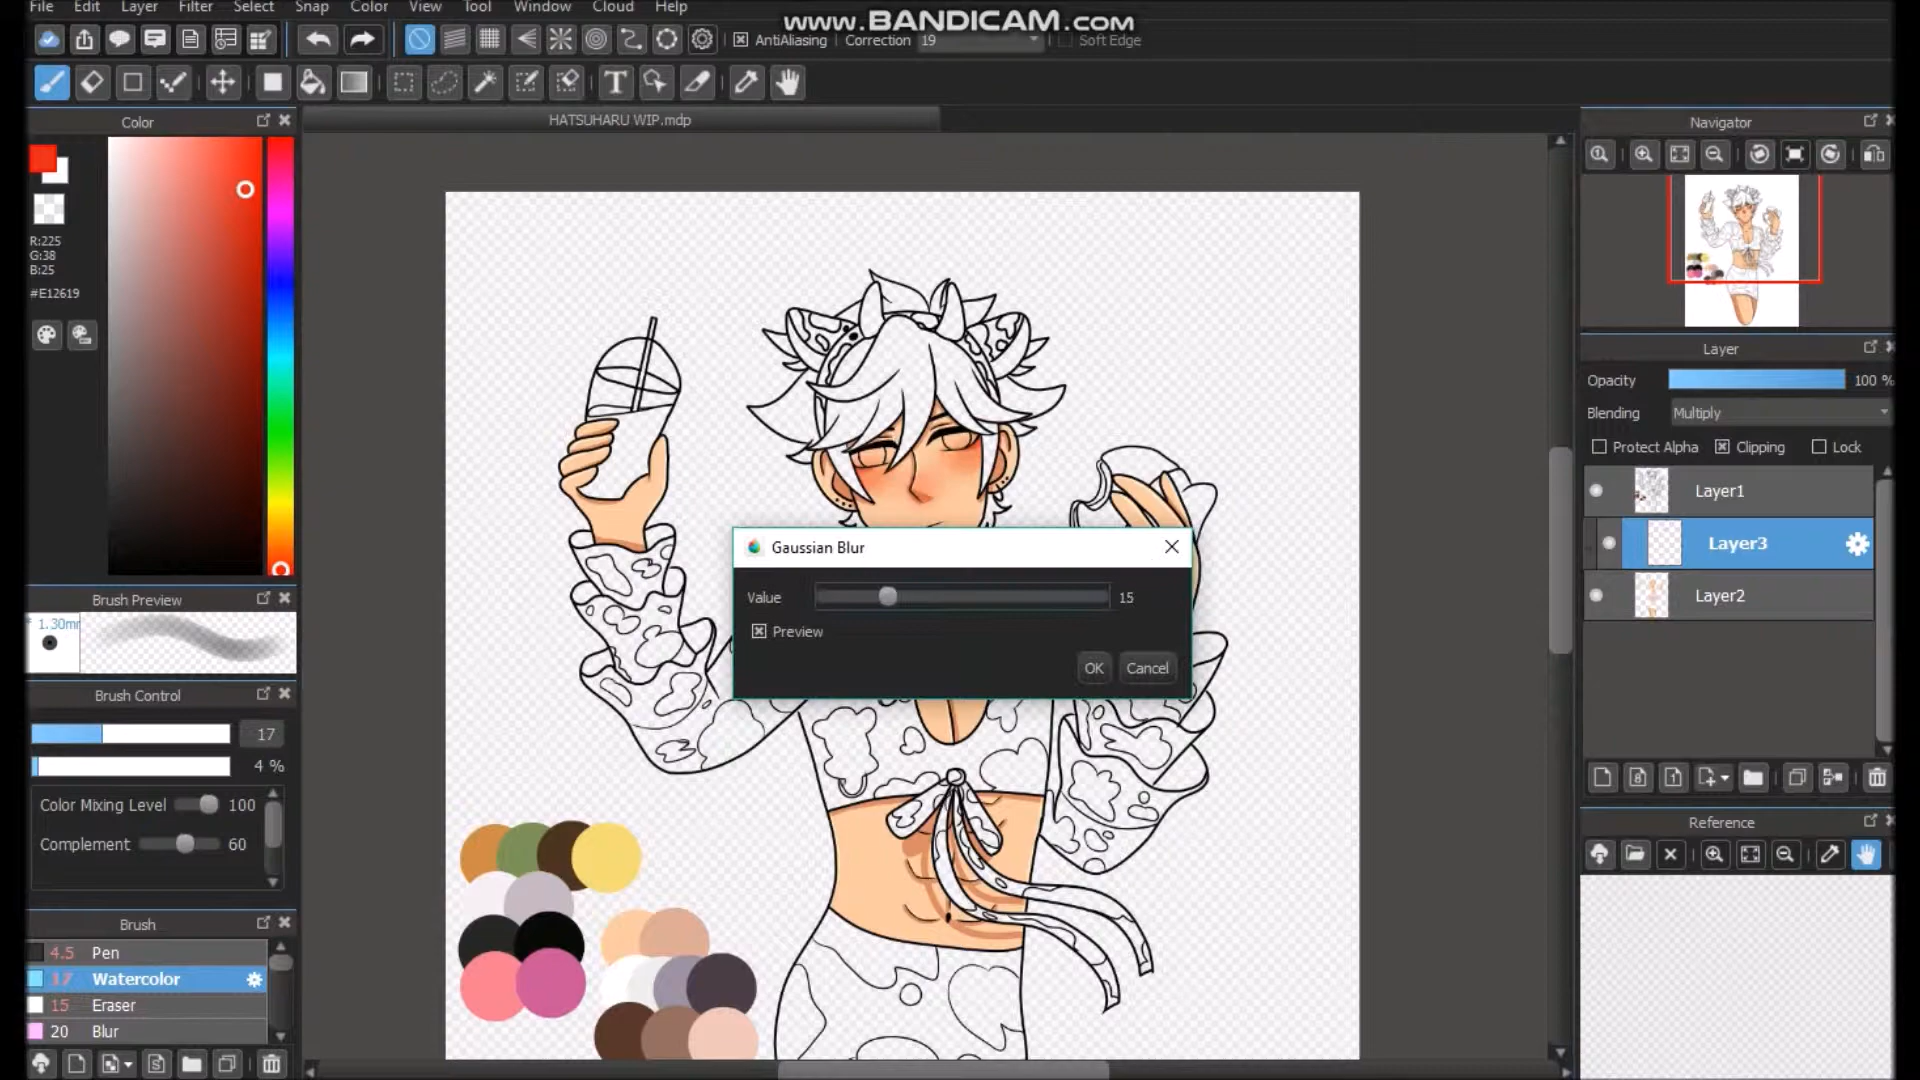 File Edit Layer Filter Select Snap Color View Tool Window Cloud Help
www.BANDICAM.com
AntiAliasing Correction 19 Soft Edge
Color
HATSUHARU WIP.mdp
Navigator
R:225
G:38
B:25
#E12619
Layer
Opacity 100 %
Blending Multiply
Protect Alpha Clipping Lock
Layer1
Layer3
Layer2
Gaussian Blur
Value 15
Preview
OK Cancel
Brush Preview
* 1.30mm
Brush Control
17
4 %
Color Mixing Level 100
Complement 60
Reference
Brush
4.5 Pen
17 Watercolor
15 Eraser
20 Blur